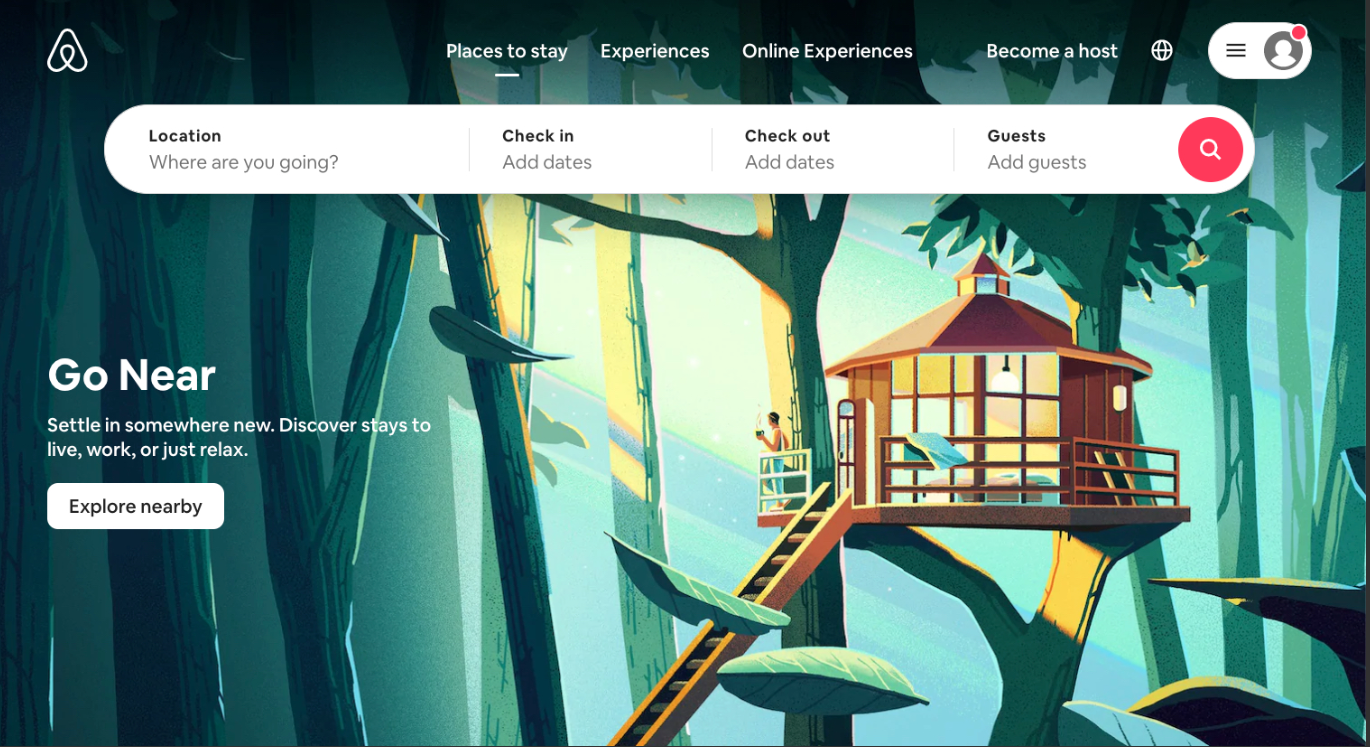 Places to stay
Experiences
Online Experiences
Become a host
Location
Check in
Check out
Guests
Where are you going?
Add dates
Add dates
Add guests
Go Near
Settle in somewhere new. Discover stays to
live, work, or just relax.
Explore nearby